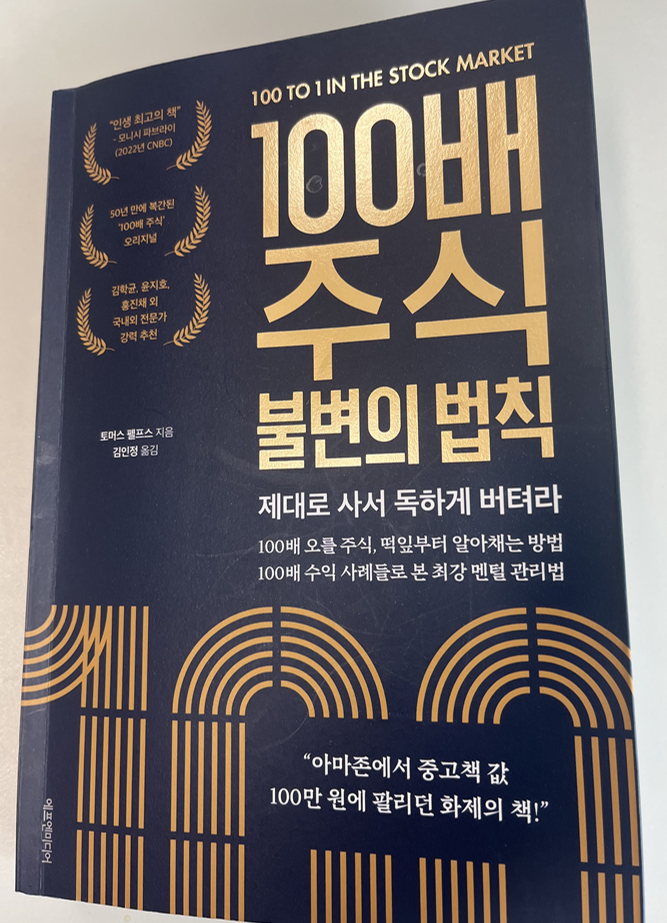 100 TO 1 IN THE STOCK MARKET
100배
주식
불변의 법칙
"인생 최고의 책"
- 모니시 파브라이
(2022년 CNBC)
50년 만에 복간된
'100배 주식'
오리지널
김학균, 윤지호,
홍진채 외
국내외 전문가
강력 추천
토머스 펠프스 지음
김인정 옮김
제대로 사서 독하게 버텨라
100배 오를 주식, 떡잎부터 알아채는 방법
100배 수익 사례들로 본 최강 멘털 관리법
100
“아마존에서 중고책 값
100만 원에 팔리던 화제의 책!”
에프엔미디어